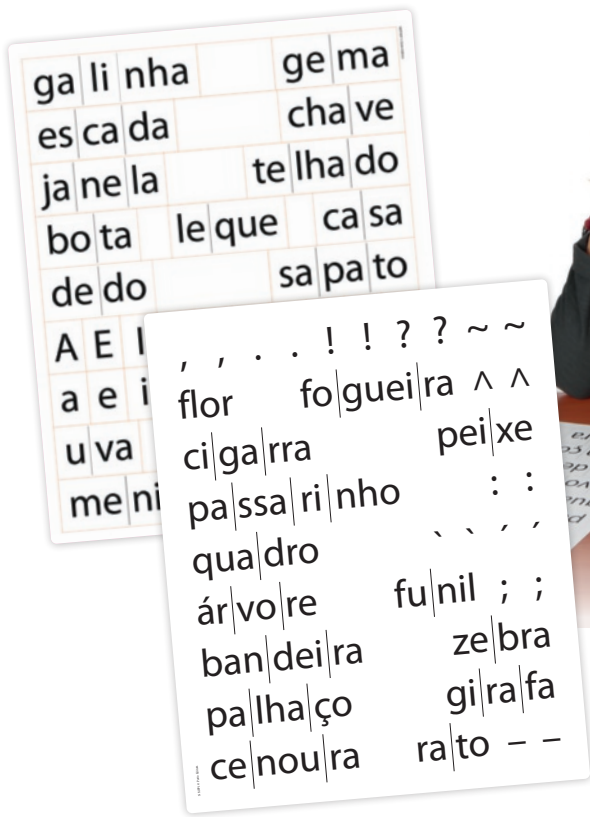 ga|li|nha ge|ma
es|ca|da cha|ve
ja|ne|la te|lha|do
bo|ta le|que ca|sa
de|do sa|pa|to
A E I
a e i
u|va
me|ni
, , . . ! ! ? ? ~ ~
flor fo|guei|ra ^ ^
ci|ga|rra pei|xe
pa|ssa|ri|nho : :
qua|dro ` ` ´ ´
ár|vo|re fu|nil ; ;
ban|dei|ra ze|bra
pa|lha|ço gi|ra|fa
ce|nou|ra ra|to – –